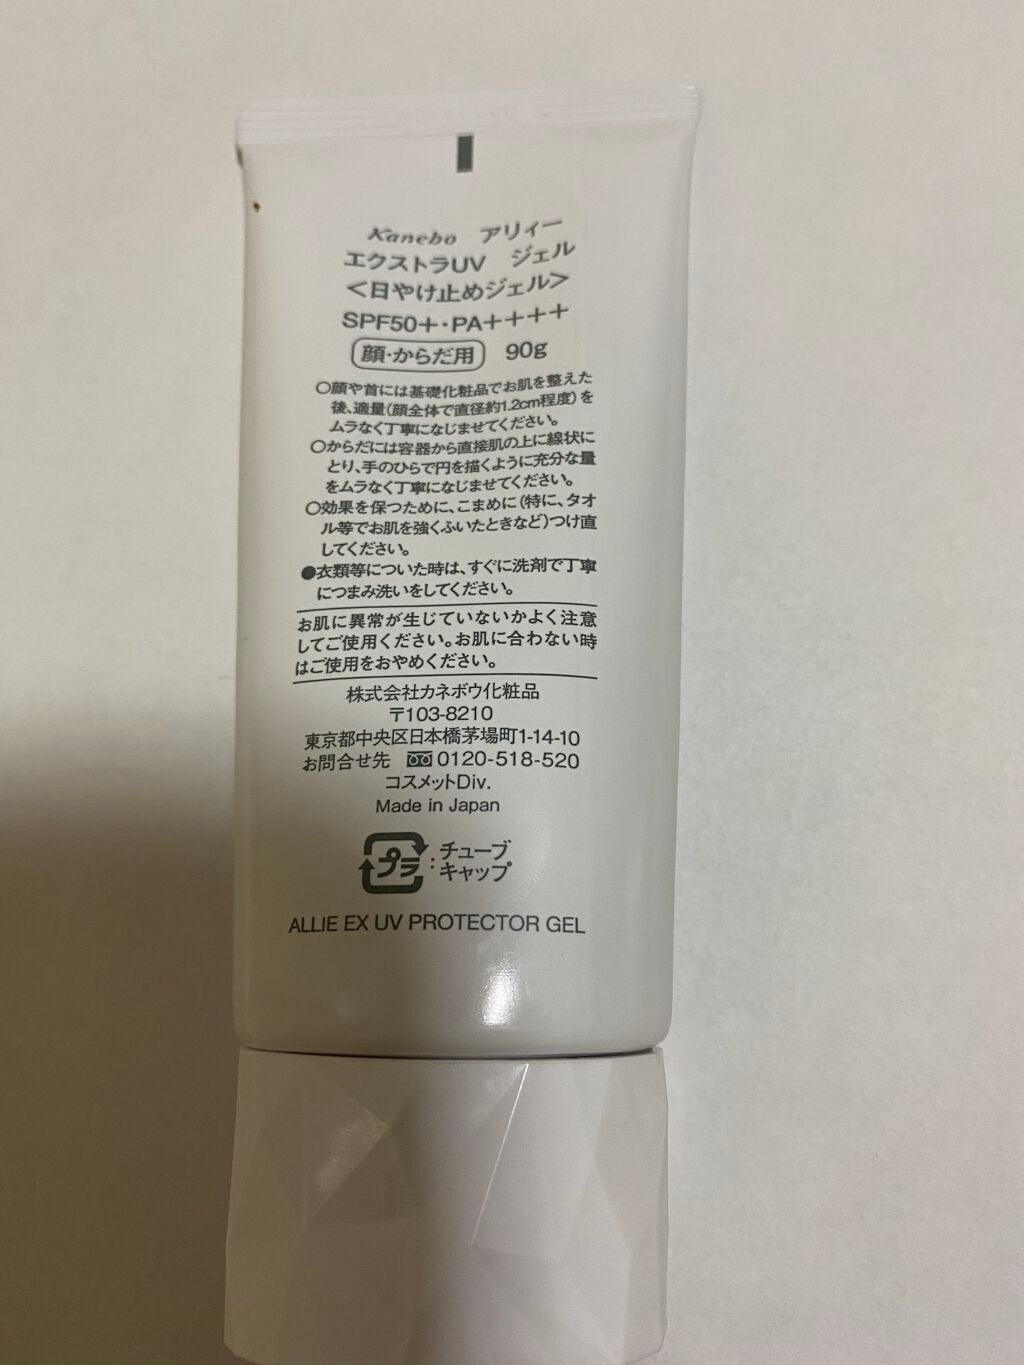 Kanebo アリィー
エクストラUV ジェル
<日やけ止めジェル>
SPF50+・PA++++
顔・からだ用 90g
○顔や首には基礎化粧品でお肌を整えた
後、適量(顔全体で直径約1.2cm程度)を
ムラなく丁寧になじませてください。
○からだには容器から直接肌の上に線状に
とり、手のひらで円を描くように充分な量
をムラなく丁寧になじませてください。
○効果を保つために、こまめに(特に、タオ
ル等でお肌を強くふいたときなど)つけ直
してください。
●衣類等についた時は、すぐに洗剤で丁寧
につまみ洗いをしてください。
お肌に異常が生じていないかよく注意
してご使用ください。お肌に合わない時
はご使用をおやめください。
株式会社カネボウ化粧品
〒103-8210
東京都中央区日本橋茅場町1-14-10
お問合せ先 0120-518-520
コスメットDiv.
Made in Japan
プラ:チューブ
キャップ
ALLIE EX UV PROTECTOR GEL